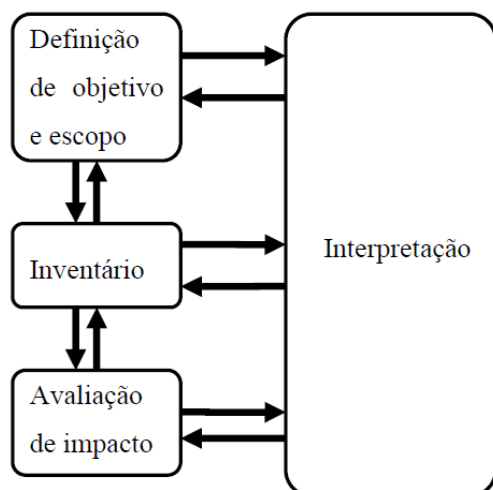 Definição
de objetivo
e escopo
Interpretação
Inventário
Avaliação
de impacto